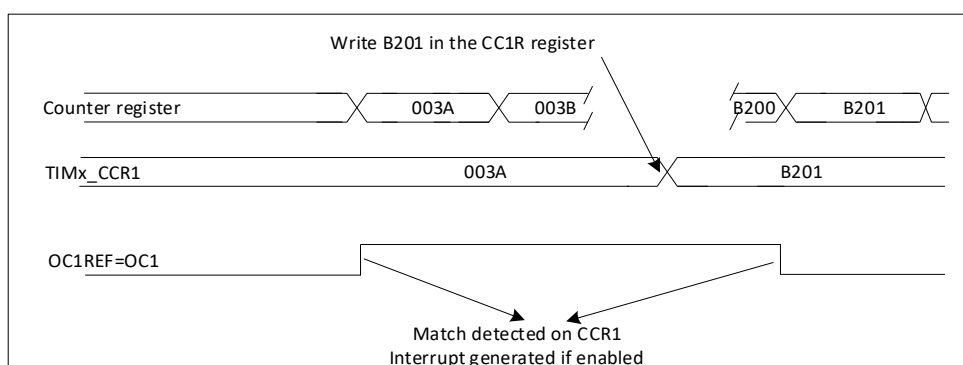 Write B201 in the CC1R register
Counter register 003A 003B B200 B201
TIMx_CCR1 003A B201
OC1REF=OC1
Match detected on CCR1
Interrupt generated if enabled